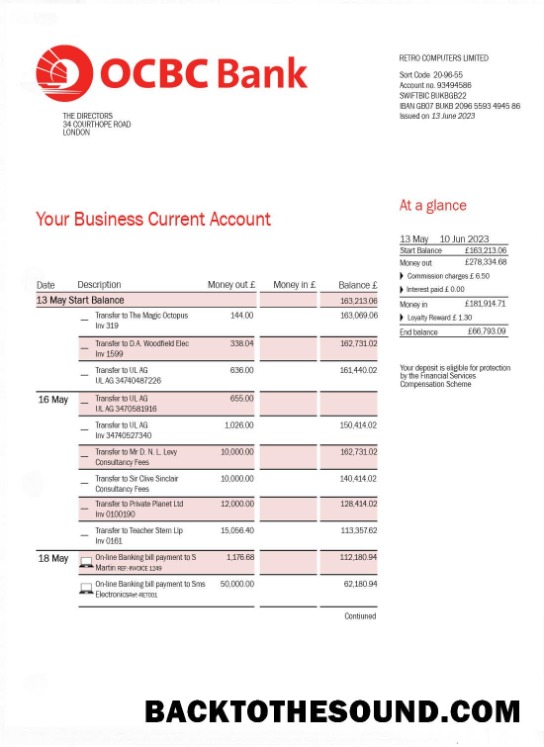 OCBC Bank
RETRO COMPUTERS LIMITED
Sort Code 20-96-55
Account no. 93494586
SWIFTBIC BUKBGB22
IBAN GB07 BUKB 2096 5593 4945 86
Issued on 13 June 2023
THE DIRECTORS
34 COURTHOPE ROAD
LONDON
Your Business Current Account
At a glance
13 May 10 Jun 2023
Start Balance £163,213.06
Money out £278,334.68
Commission charges £ 6.50
Interest paid £ 0.00
Money in £181,914.71
Loyalty Reward £ 1.30
End balance £66,793.09
Your deposit is eligible for protection
by the Financial Services
Compensation Scheme
Date Description Money out £ Money in £ Balance £
13 May Start Balance 163,213.06
Transfer to The Magic Octopus 144.00 163,069.06
Inv 319
Transfer to D.A. Woodfield Elec 338.04 162,731.02
Inv 1599
Transfer to UL AG 636.00 161,440.02
UL AG 34740487226
16 May Transfer to UL AG 655.00
UL AG 3470581916
Transfer to UL AG 1,026.00 150,414.02
Inv 34740527340
Transfer to Mr D. N. L. Levy 10,000.00 162,731.02
Consultancy Fees
Transfer to Sir Clive Sinclair 10,000.00 140,414.02
Consultancy Fees
Transfer to Private Planet Ltd 12,000.00 128,414.02
Inv 0100190
Transfer to Teacher Stern Llp 15,056.40 113,357.62
Inv 0161
18 May On-line Banking bill payment to S 1,176.68 112,180.94
Martin REF:INVOICE 1249
On-line Banking bill payment to Sms 50,000.00 62,180.94
Electronics
Contiuned
BACKTOTHESOUND.COM